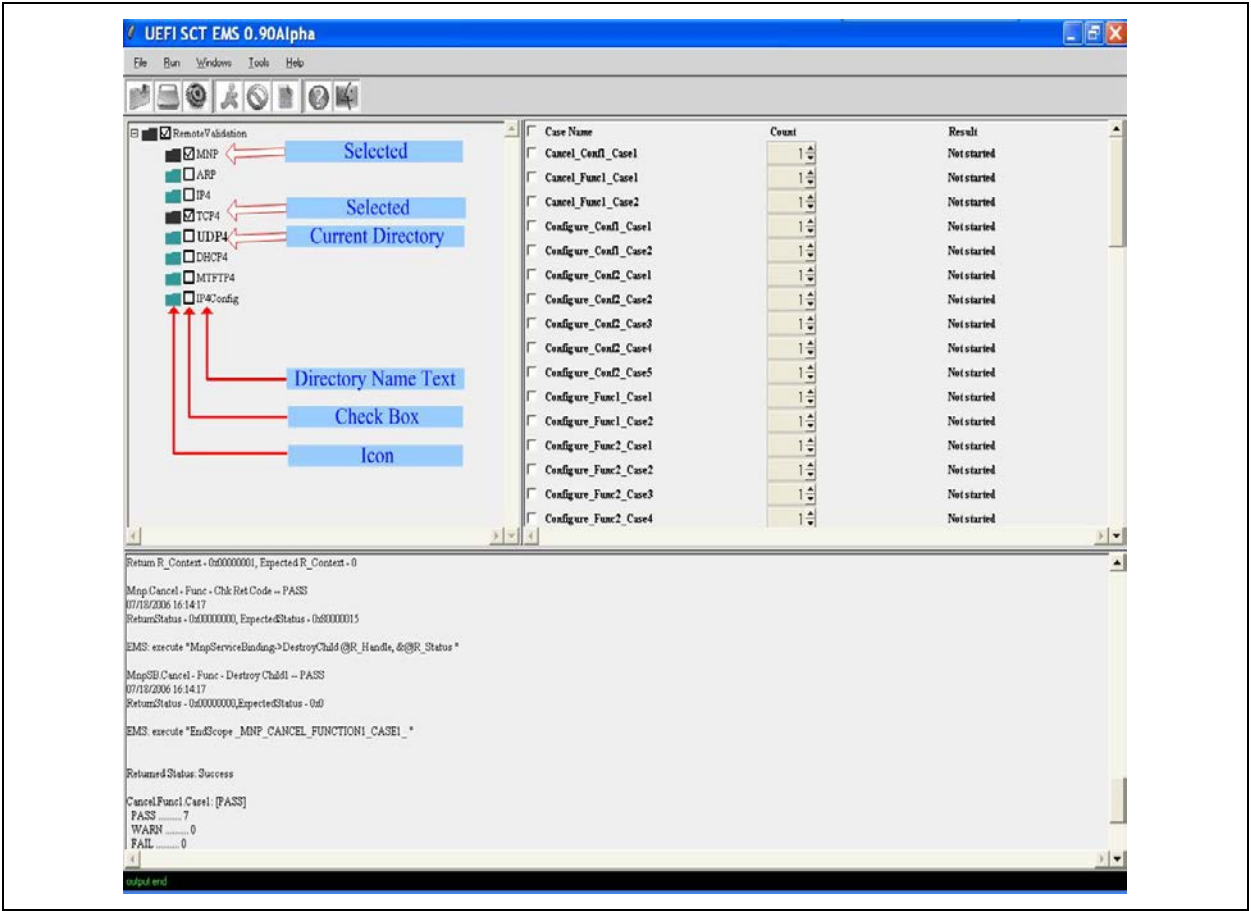 UEFI SCT EMS 0.90Alpha
File Run Windows Tools Help
RemoteValidation
MNP
Selected
ARP
IP4
TCP4
Selected
UDP4
Current Directory
DHCP4
MTFTP4
IP4Config
Directory Name Text
Check Box
Icon
Case Name Count Result
Cancel_Conf1_Case1 1 Not started
Cancel_Func1_Case1 1 Not started
Cancel_Func1_Case2 1 Not started
Configure_Conf1_Case1 1 Not started
Configure_Conf1_Case2 1 Not started
Configure_Conf2_Case1 1 Not started
Configure_Conf2_Case2 1 Not started
Configure_Conf2_Case3 1 Not started
Configure_Conf2_Case4 1 Not started
Configure_Conf2_Case5 1 Not started
Configure_Func1_Case1 1 Not started
Configure_Func1_Case2 1 Not started
Configure_Func2_Case1 1 Not started
Configure_Func2_Case2 1 Not started
Configure_Func2_Case3 1 Not started
Configure_Func2_Case4 1 Not started
Return R_Context - 0x00000001, Expected R_Context - 0
Mnp.Cancel - Func - Chk Ret Code -- PASS
07/18/2006 16:14:17
ReturnStatus - 0x00000000, ExpectedStatus - 0x80000015
EMS: execute "MnpServiceBinding->DestroyChild @R_Handle, &@R_Status "
MnpSB.Cancel - Func - Destroy Child1 -- PASS
07/18/2006 16:14:17
ReturnStatus - 0x00000000,ExpectedStatus - 0x0
EMS: execute "EndScope _MNP_CANCEL_FUNCTION1_CASE1_ "
Returned Status: Success
Cancel.Func1.Case1: [PASS]
PASS ......... 7
WARN ......... 0
FAIL ......... 0
output end